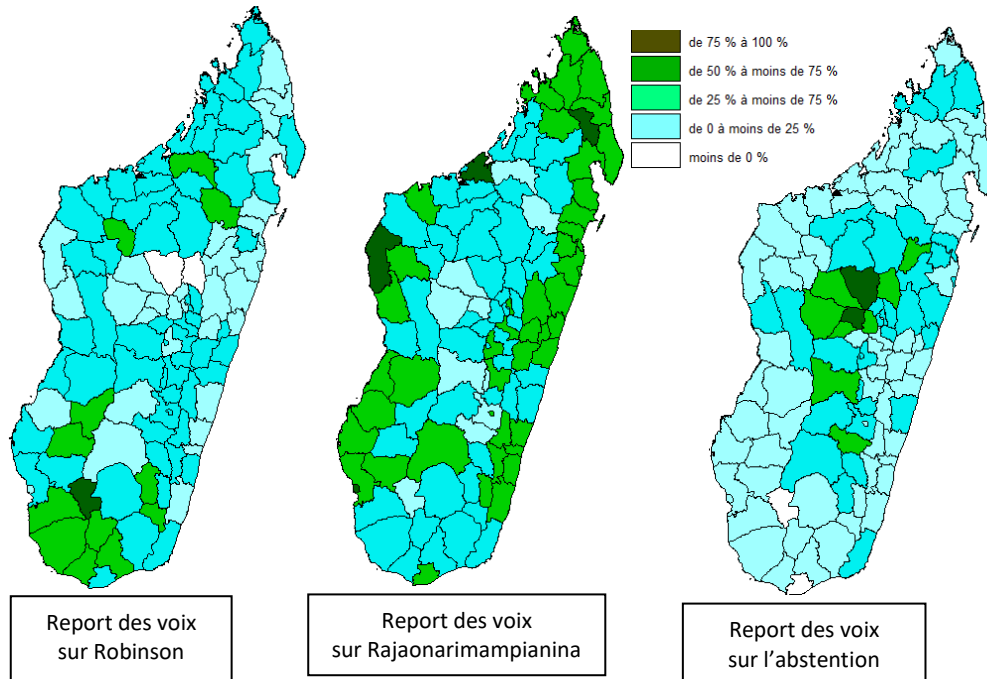 de 75 % à 100 %
de 50 % à moins de 75 %
de 25 % à moins de 75 %
de 0 à moins de 25 %
moins de 0 %
Report des voix
sur Robinson
Report des voix
sur Rajaonarimampianina
Report des voix
sur l’abstention